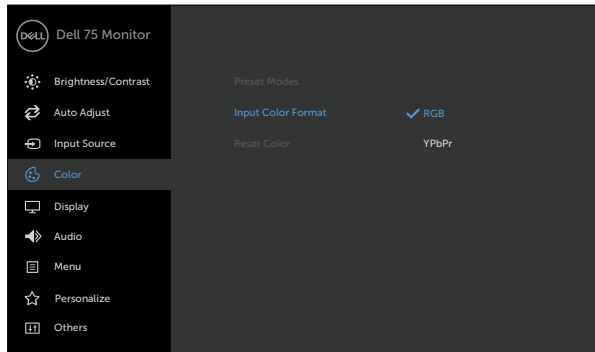 DELL Dell 75 Monitor
Brightness/Contrast
Preset Modes
Auto Adjust
Input Color Format
RGB
Input Source
Reset Color
YPbPr
Color
Display
Audio
Menu
Personalize
Others